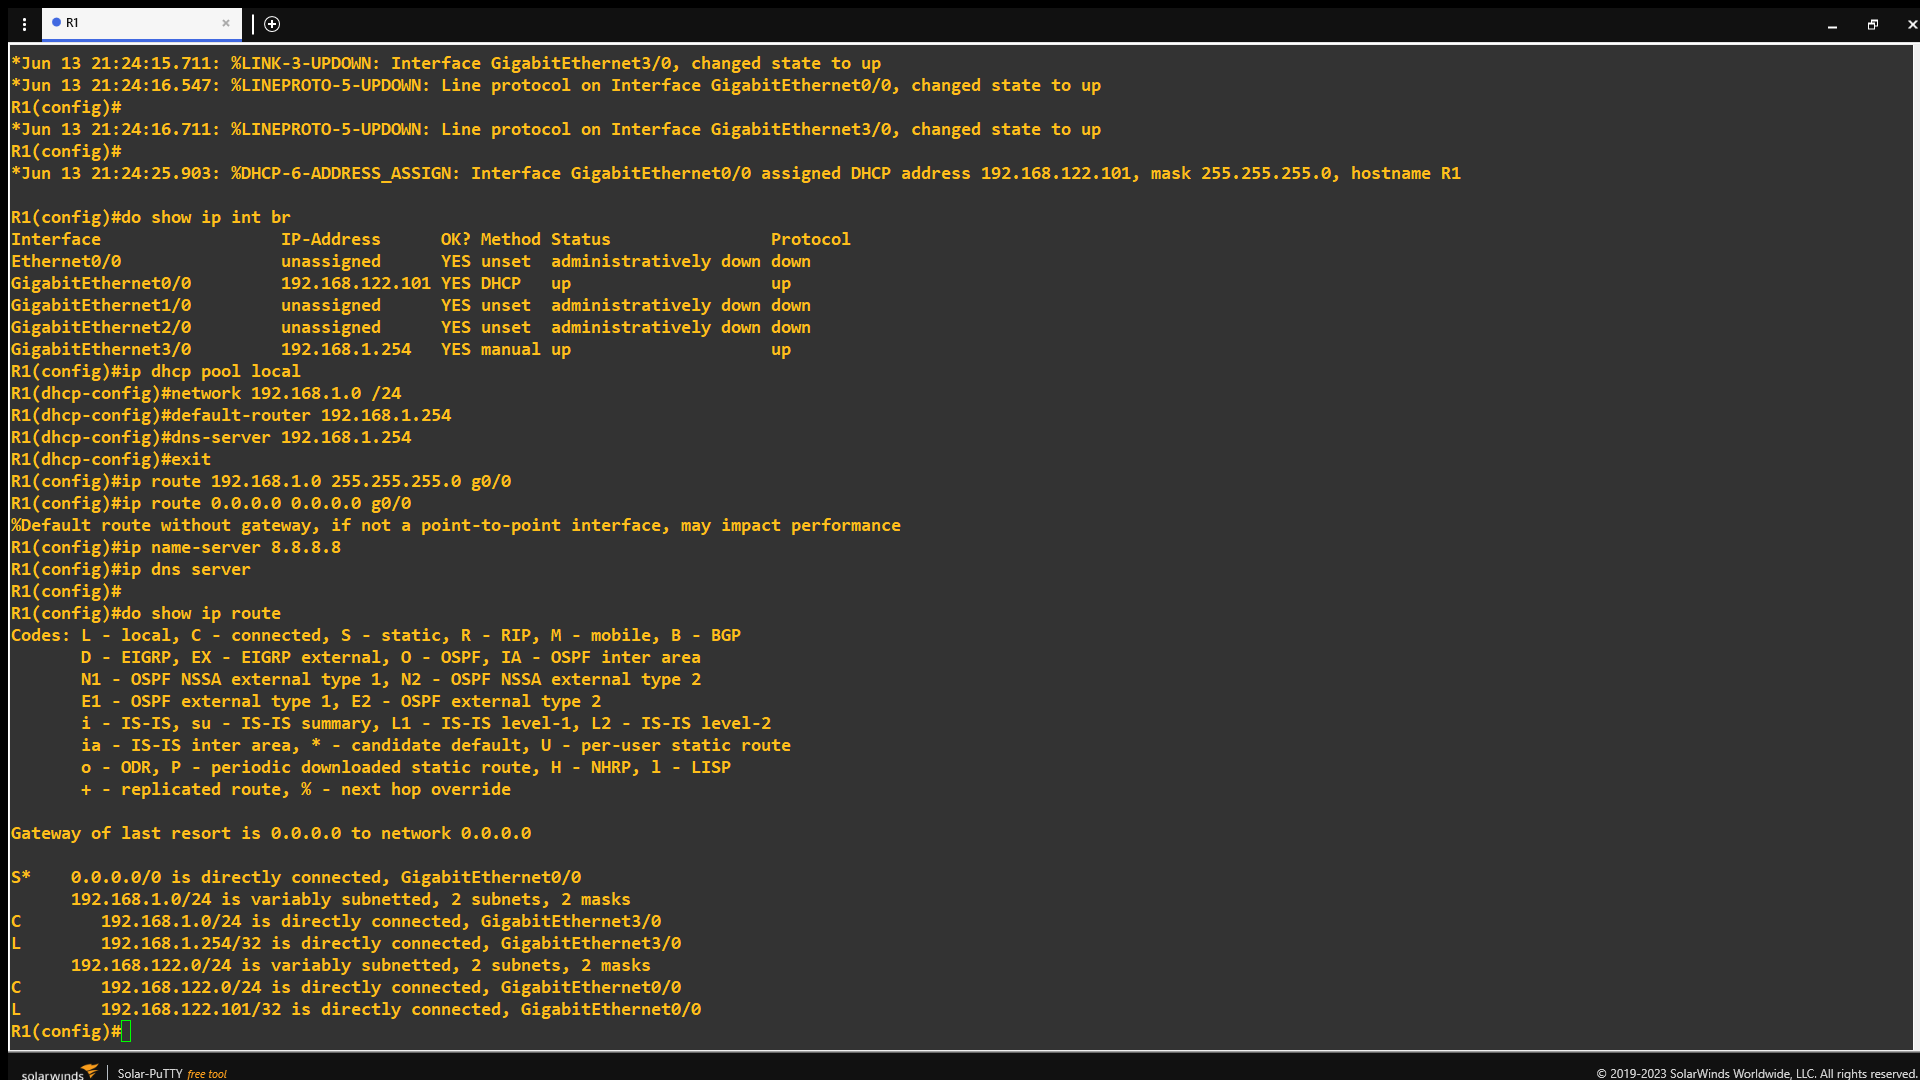 R1
*Jun 13 21:24:15.711: %LINK-3-UPDOWN: Interface GigabitEthernet3/0, changed state to up
*Jun 13 21:24:16.547: %LINEPROTO-5-UPDOWN: Line protocol on Interface GigabitEthernet0/0, changed state to up
R1(config)#
*Jun 13 21:24:16.711: %LINEPROTO-5-UPDOWN: Line protocol on Interface GigabitEthernet3/0, changed state to up
R1(config)#
*Jun 13 21:24:25.903: %DHCP-6-ADDRESS_ASSIGN: Interface GigabitEthernet0/0 assigned DHCP address 192.168.122.101, mask 255.255.255.0, hostname R1
R1(config)#do show ip int br
Interface                  IP-Address      OK? Method Status                Protocol
Ethernet0/0                unassigned      YES unset  administratively down down
GigabitEthernet0/0         192.168.122.101 YES DHCP   up                    up
GigabitEthernet1/0         unassigned      YES unset  administratively down down
GigabitEthernet2/0         unassigned      YES unset  administratively down down
GigabitEthernet3/0         192.168.1.254   YES manual up                    up
R1(config)#ip dhcp pool local
R1(dhcp-config)#network 192.168.1.0 /24
R1(dhcp-config)#default-router 192.168.1.254
R1(dhcp-config)#dns-server 192.168.1.254
R1(dhcp-config)#exit
R1(config)#ip route 192.168.1.0 255.255.255.0 g0/0
R1(config)#ip route 0.0.0.0 0.0.0.0 g0/0
%Default route without gateway, if not a point-to-point interface, may impact performance
R1(config)#ip name-server 8.8.8.8
R1(config)#ip dns server
R1(config)#
R1(config)#do show ip route
Codes: L - local, C - connected, S - static, R - RIP, M - mobile, B - BGP
       D - EIGRP, EX - EIGRP external, O - OSPF, IA - OSPF inter area
       N1 - OSPF NSSA external type 1, N2 - OSPF NSSA external type 2
       E1 - OSPF external type 1, E2 - OSPF external type 2
       i - IS-IS, su - IS-IS summary, L1 - IS-IS level-1, L2 - IS-IS level-2
       ia - IS-IS inter area, * - candidate default, U - per-user static route
       o - ODR, P - periodic downloaded static route, H - NHRP, l - LISP
       + - replicated route, % - next hop override
Gateway of last resort is 0.0.0.0 to network 0.0.0.0
S*    0.0.0.0/0 is directly connected, GigabitEthernet0/0
      192.168.1.0/24 is variably subnetted, 2 subnets, 2 masks
C        192.168.1.0/24 is directly connected, GigabitEthernet3/0
L        192.168.1.254/32 is directly connected, GigabitEthernet3/0
      192.168.122.0/24 is variably subnetted, 2 subnets, 2 masks
C        192.168.122.0/24 is directly connected, GigabitEthernet0/0
L        192.168.122.101/32 is directly connected, GigabitEthernet0/0
R1(config)#
solarwinds Solar-PuTTY free tool © 2019-2023 SolarWinds Worldwide, LLC. All rights reserved.